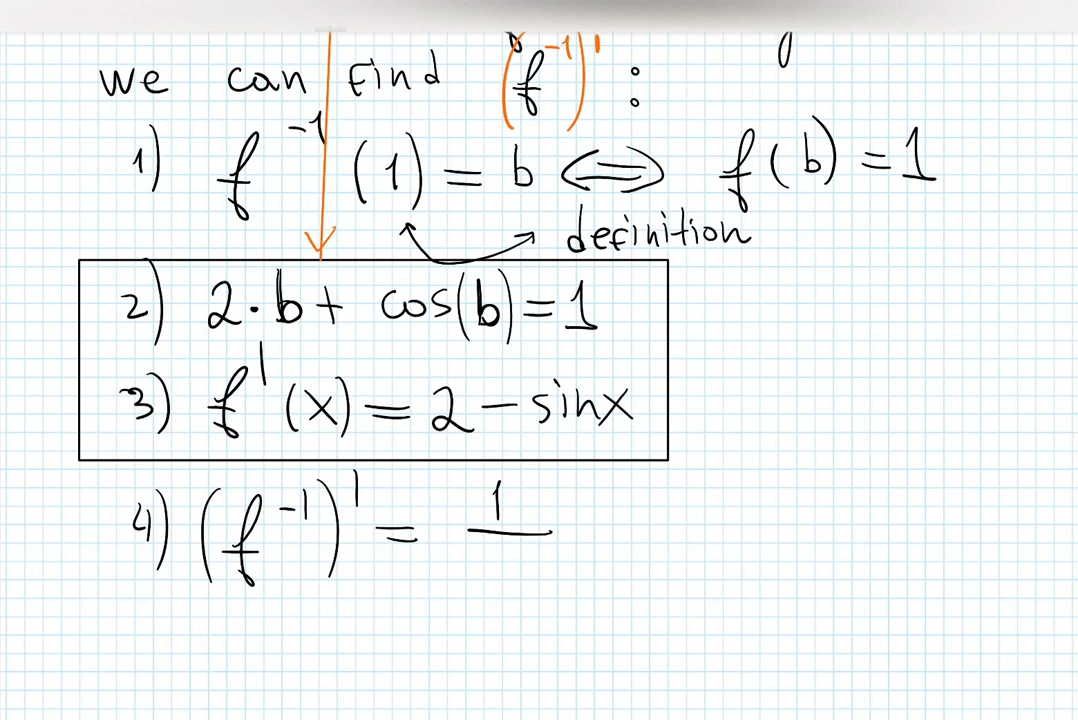 we can find (f^-1)' :
1) f^-1 (1) = b ⟺ f(b) = 1
definition
2) 2·b + cos(b) = 1
3) f'(x) = 2 - sinx
4) (f^-1)' = 1/